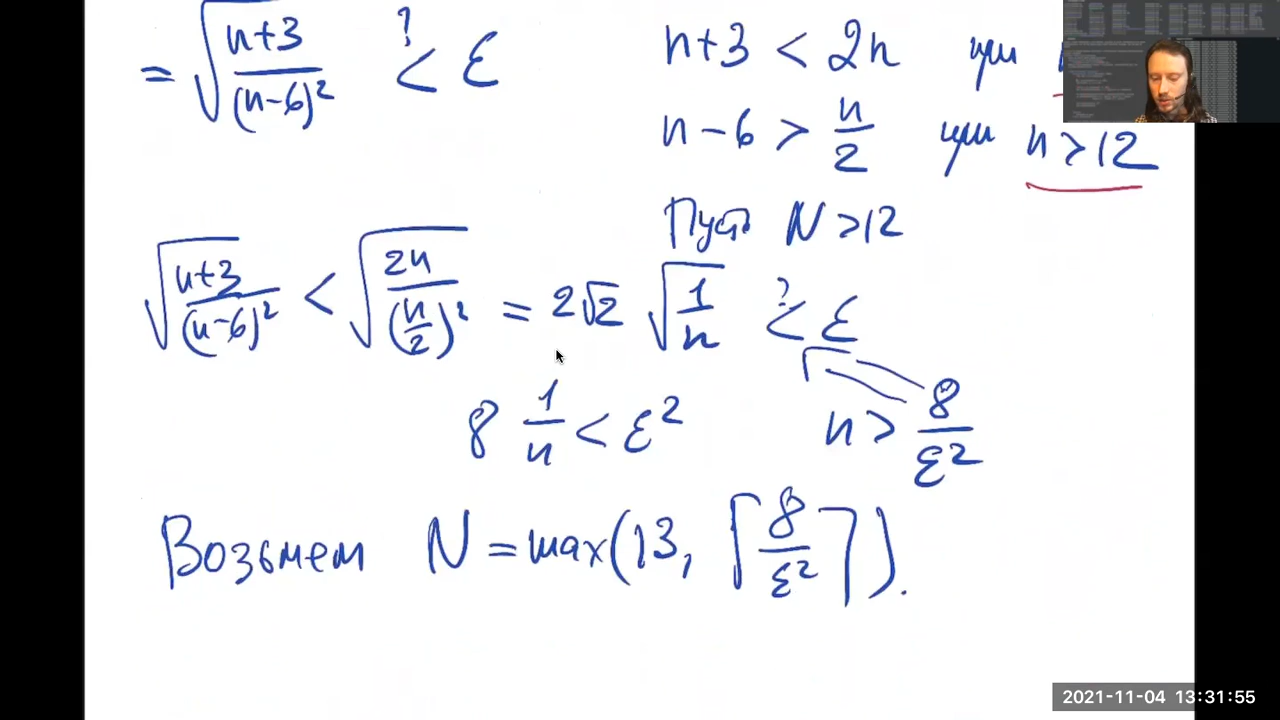 = √((n+3)/(n-6)²) ?< ε
n+3 < 2n при
n-6 > n/2 при n>12
Пусть N>12
√((n+3)/(n-6)²) < √(2n/(n/2)²) = 2√2 √(1/n) ?< ε
8 1/n < ε² n > 8/ε²
Возьмем N = max(13, ⌈8/ε²⌉).
2021-11-04 13:31:55